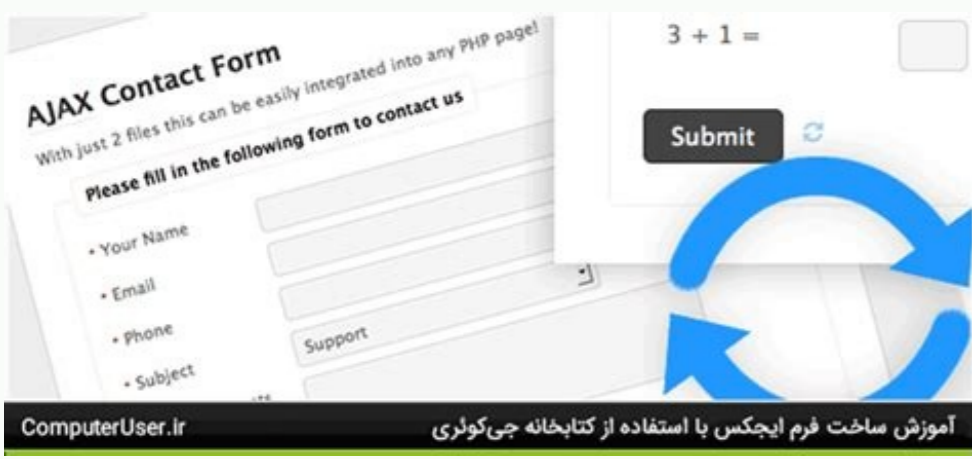 AJAX Contact Form
With just 2 files this can be easily integrated into any PHP page!
Please fill in the following form to contact us
• Your Name
• Email
• Phone
• Subject
Support
3 + 1 =
Submit
ComputerUser.ir
آموزش ساخت فرم ایجکس با استفاده از کتابخانه جی‌کوئری